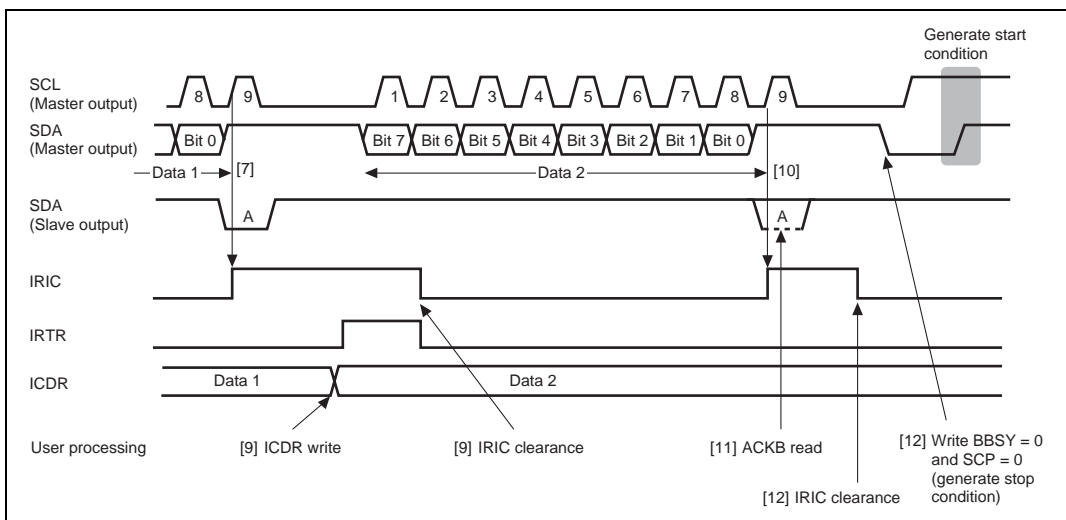 Generate start
condition
SCL
(Master output)
8 9 1 2 3 4 5 6 7 8 9
SDA
(Master output)
Bit 0 Bit 7 Bit 6 Bit 5 Bit 4 Bit 3 Bit 2 Bit 1 Bit 0
Data 1 [7] Data 2 [10]
SDA
(Slave output)
A A
IRIC
IRTR
ICDR
Data 1 Data 2
User processing
[9] ICDR write
[9] IRIC clearance
[11] ACKB read
[12] Write BBSY = 0
and SCP = 0
(generate stop
condition)
[12] IRIC clearance